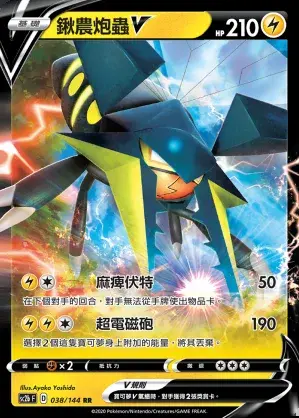 基礎 鍬農炮蟲V HP 210
麻痺伏特 50
在下個對手的回合,對手無法從手牌使出物品卡。
超電磁砲 190
選擇2個這隻寶可夢身上附加的能量,將其丟棄。
弱點 ×2 抵抗力 撤退
Illus.Ayaka Yoshida
V規則
sc2b F D 038/144 RR
寶可夢V【昏厥】時,對手獲得2張獎賞卡。
©2020 Pokémon/Nintendo/Creatures/GAME FREAK